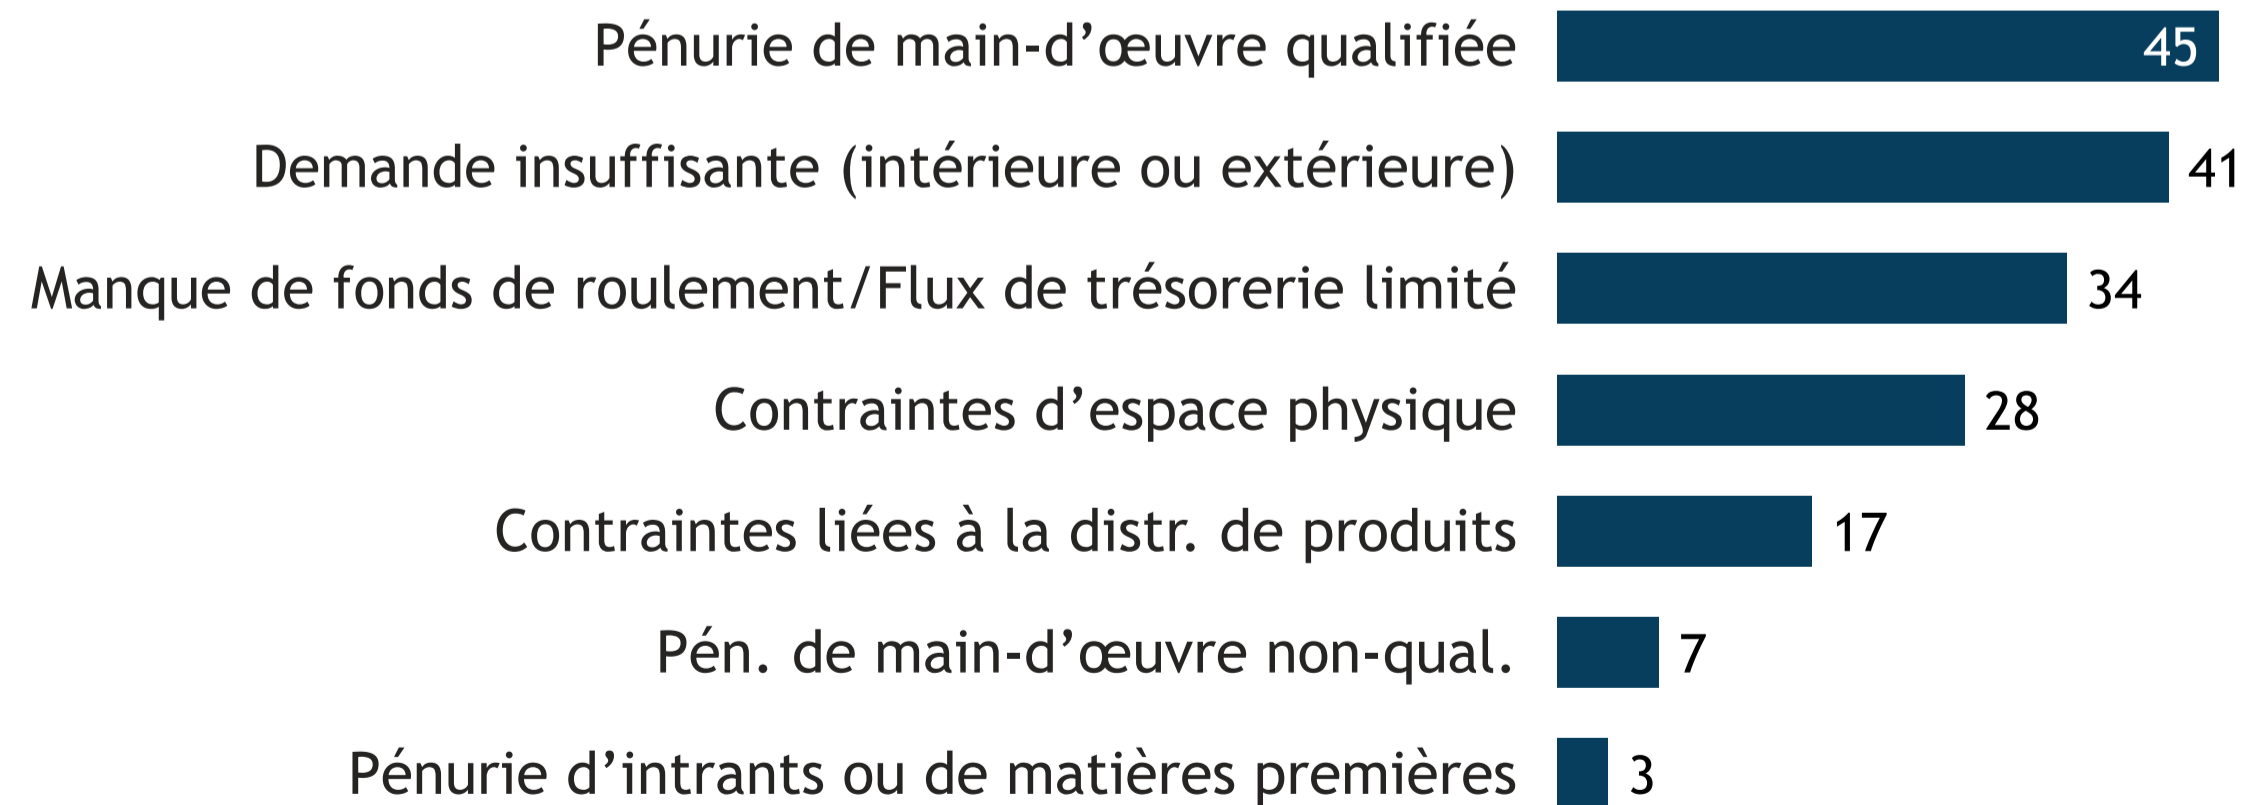 Pénurie de main-d’œuvre qualifiée 45
Demande insuffisante (intérieure ou extérieure) 41
Manque de fonds de roulement/Flux de trésorerie limité 34
Contraintes d’espace physique 28
Contraintes liées à la distr. de produits 17
Pén. de main-d’œuvre non-qual. 7
Pénurie d’intrants ou de matières premières 3